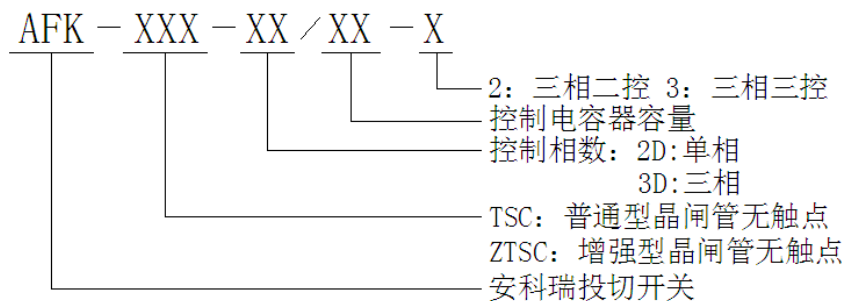 AFK-XXX-XX/XX-X
2: 三相二控 3: 三相三控
控制电容器容量
控制相数: 2D:单相
3D:三相
TSC: 普通型晶闸管无触点
ZTSC: 增强型晶闸管无触点
安科瑞投切开关